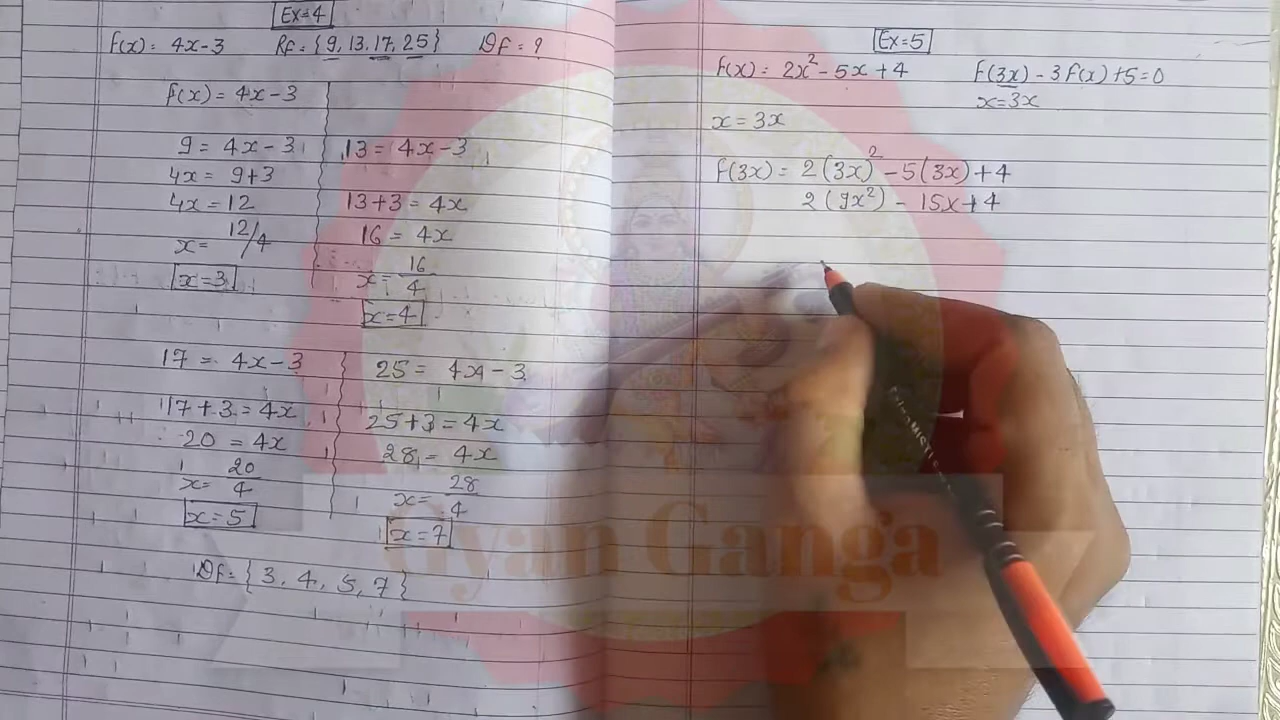 Ex=4
f(x) = 4x-3 Rf = {9, 13, 17, 25} Df = ?
f(x) = 4x-3
9 = 4x-3
4x = 9+3
4x = 12
x = 12/4
x=3
13 = 4x-3
13+3 = 4x
16 = 4x
x = 16/4
x=4
17 = 4x-3
17+3 = 4x
20 = 4x
x = 20/4
x=5
25 = 4x-3
25+3 = 4x
28 = 4x
x = 28/4
x=7
Df = {3, 4, 5, 7}
Ex=5
f(x) = 2x²-5x+4 f(3x)-3f(x)+5=0
x=3x
x=3x
f(3x) = 2(3x)²-5(3x)+4
2(9x²)-15x+4
Gyan Ganga